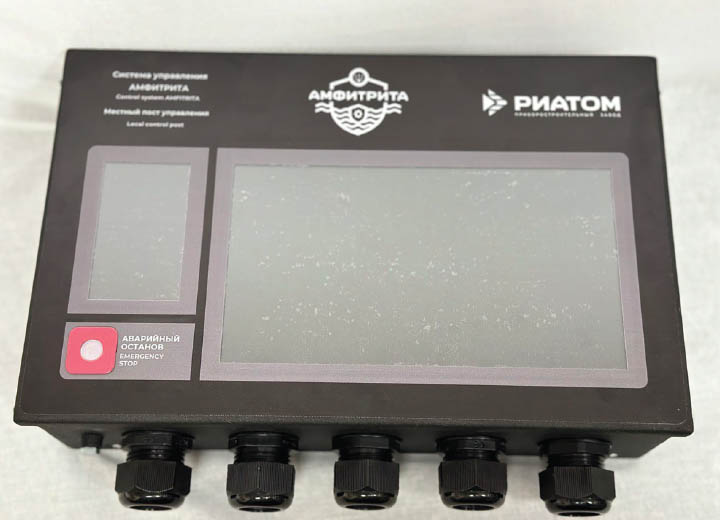 Система управления
АМФИТРИТА
Control system AMFITRITA
Местный пост управления
Local control post
АМФИТРИТА
РИАТОМ
ПРИБОРОСТРОИТЕЛЬНЫЙ ЗАВОД
АВАРИЙНЫЙ
ОСТАНОВ
EMERGENCY
STOP